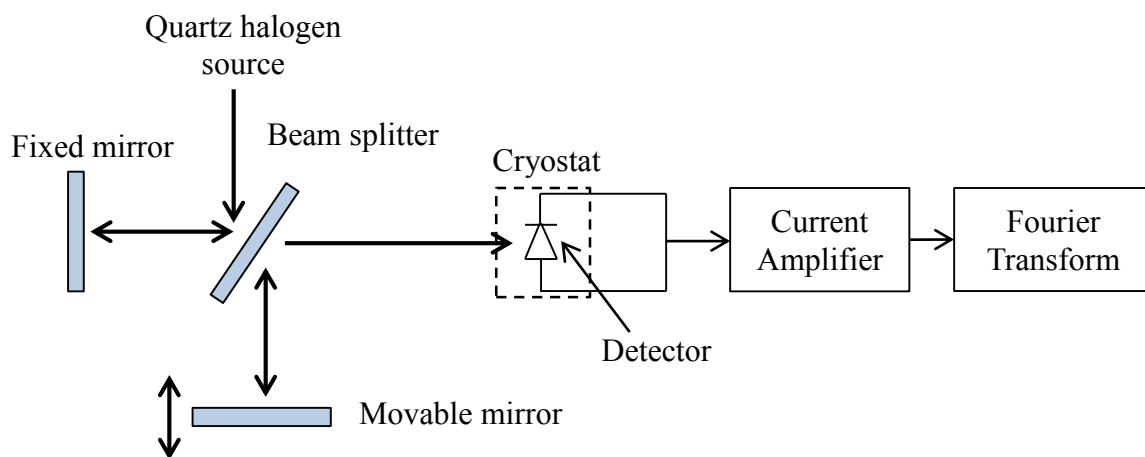 Quartz halogen
source
Beam splitter
Fixed mirror
Cryostat
Current
Amplifier
Fourier
Transform
Detector
Movable mirror